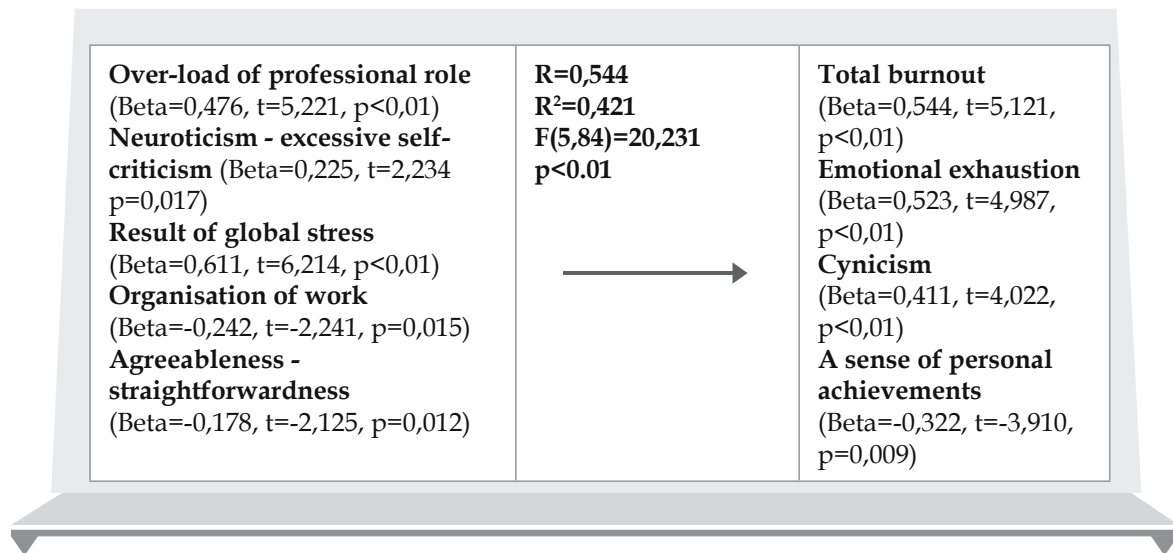 Over-load of professional role
(Beta=0,476, t=5,221, p<0,01)
Neuroticism - excessive self-
criticism (Beta=0,225, t=2,234
p=0,017)
Result of global stress
(Beta=0,611, t=6,214, p<0,01)
Organisation of work
(Beta=-0,242, t=-2,241, p=0,015)
Agreeableness -
straightforwardness
(Beta=-0,178, t=-2,125, p=0,012)
R=0,544
R²=0,421
F(5,84)=20,231
p<0.01
Total burnout
(Beta=0,544, t=5,121,
p<0,01)
Emotional exhaustion
(Beta=0,523, t=4,987,
p<0,01)
Cynicism
(Beta=0,411, t=4,022,
p<0,01)
A sense of personal
achievements
(Beta=-0,322, t=-3,910,
p=0,009)